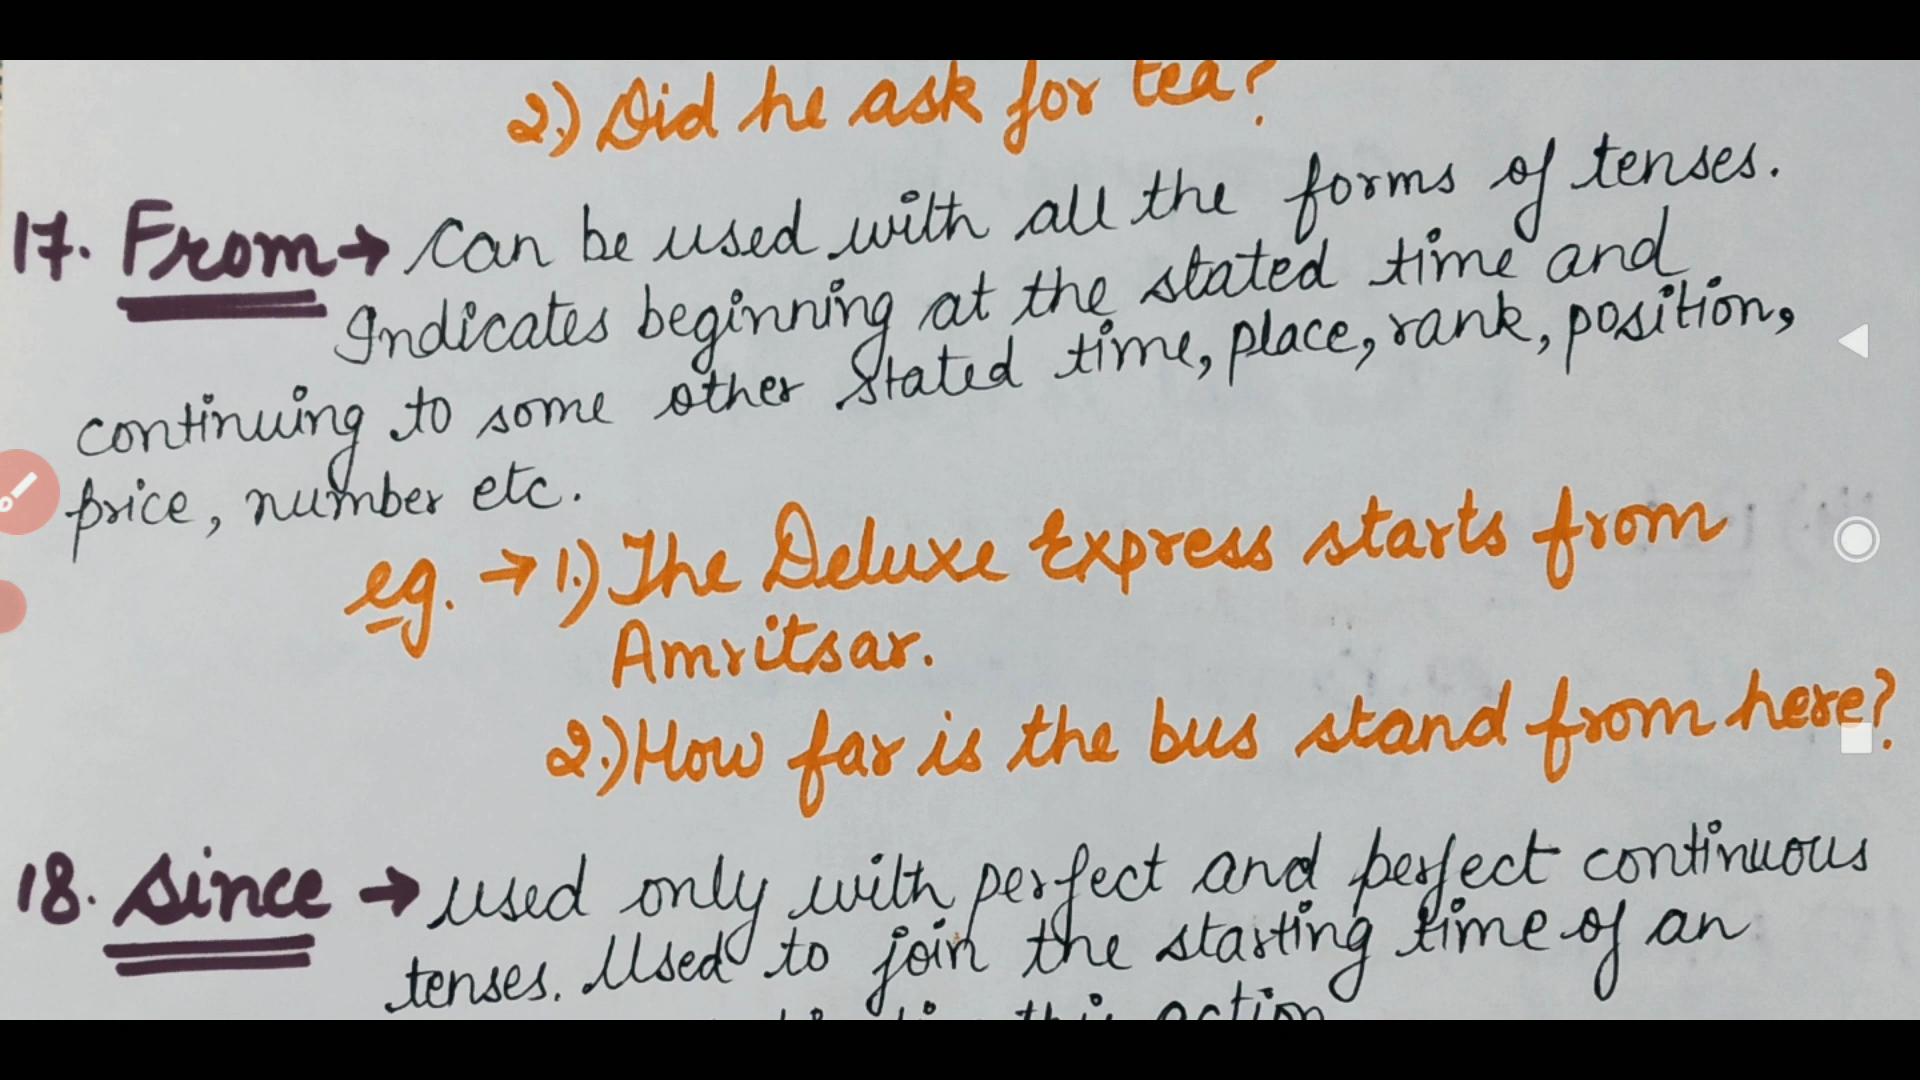 2.) Did he ask for tea?
17. From → Can be used with all the forms of tenses.
Indicates beginning at the stated time and
continuing to some other stated time, place, rank, position,
price, number etc.
eg. → 1.) The Deluxe Express starts from
Amritsar.
2.) How far is the bus stand from here?
18. Since → Used only with perfect and perfect continuous
tenses. Used to join the starting time of an
action